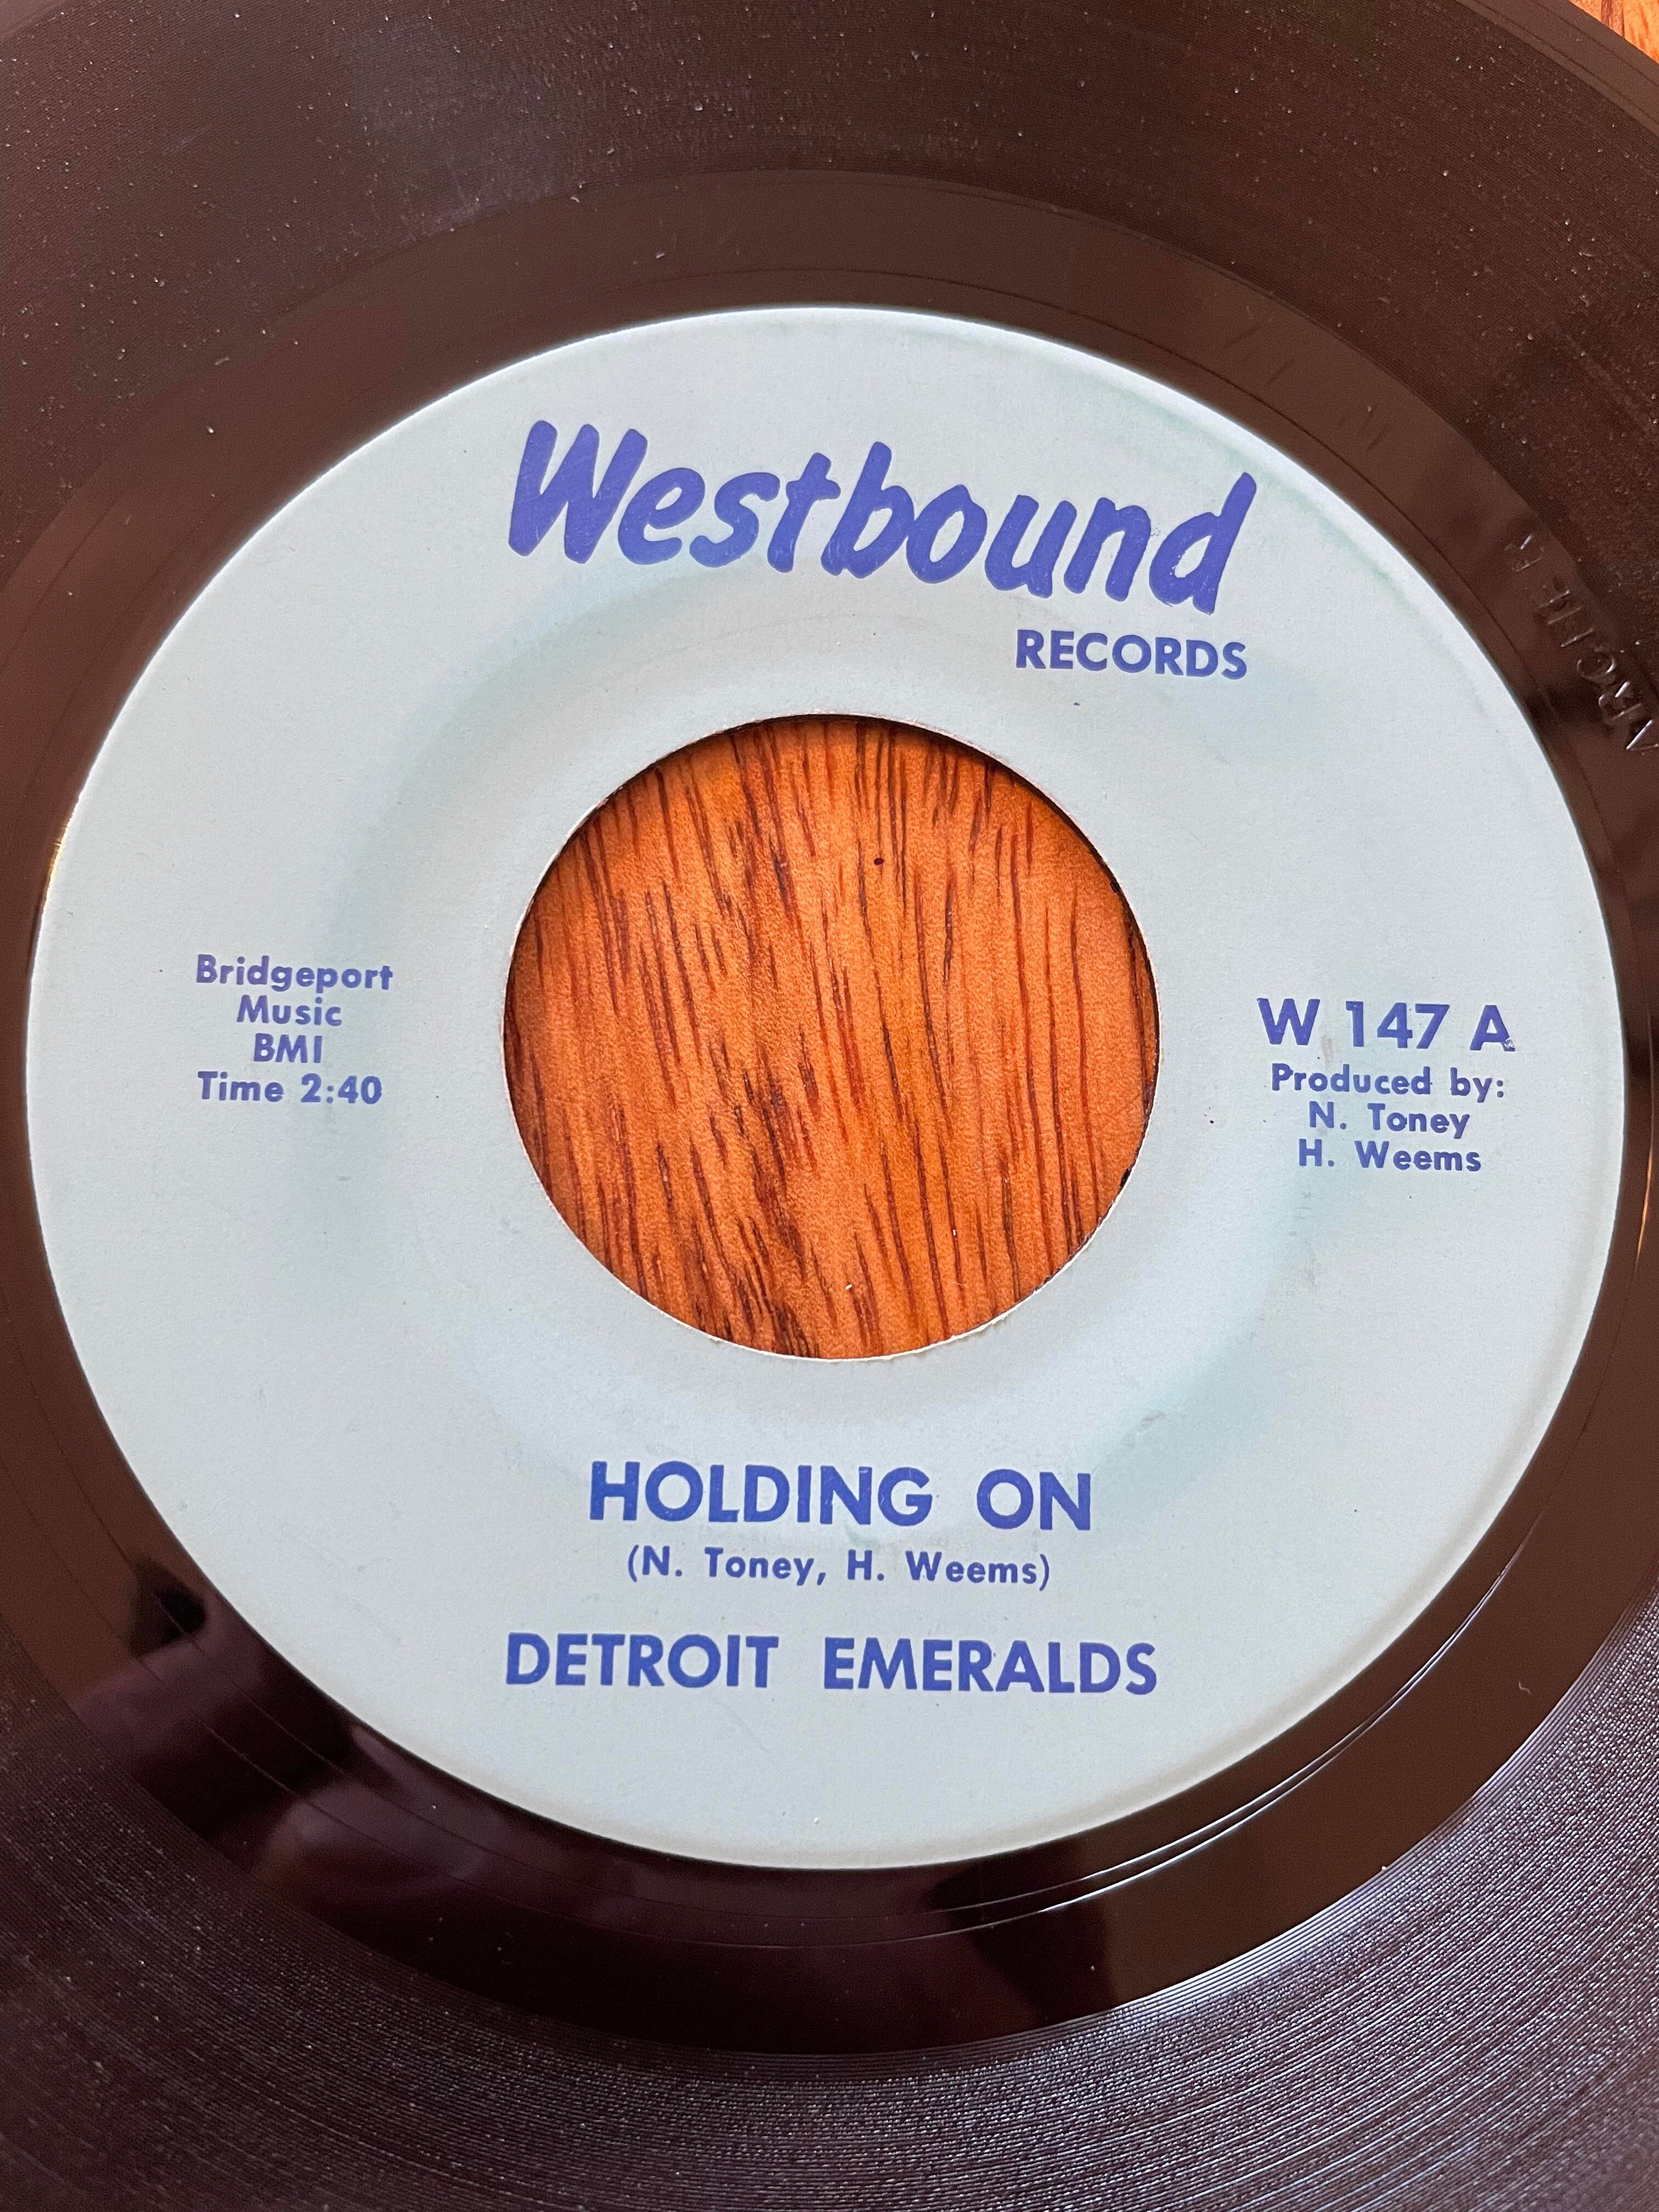 Westbound
RECORDS
Bridgeport
Music
BMI
Time 2:40
W 147 A
Produced by:
N. Toney
H. Weems
HOLDING ON
(N. Toney, H. Weems)
DETROIT EMERALDS